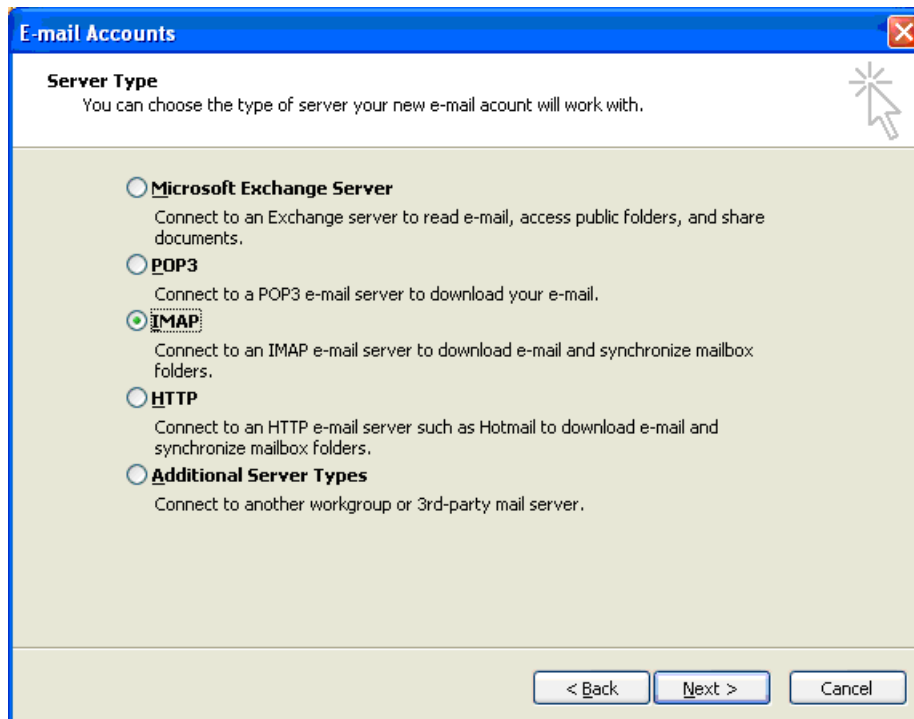 E-mail Accounts
Server Type
You can choose the type of server your new e-mail acount will work with.
Microsoft Exchange Server
Connect to an Exchange server to read e-mail, access public folders, and share
documents.
POP3
Connect to a POP3 e-mail server to download your e-mail.
IMAP
Connect to an IMAP e-mail server to download e-mail and synchronize mailbox
folders.
HTTP
Connect to an HTTP e-mail server such as Hotmail to download e-mail and
synchronize mailbox folders.
Additional Server Types
Connect to another workgroup or 3rd-party mail server.
< Back Next > Cancel